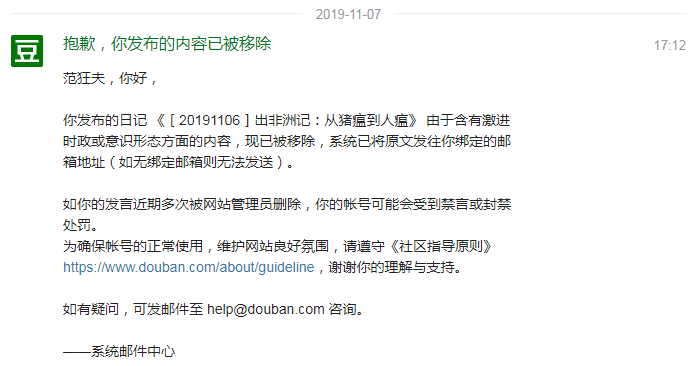 2019-11-07
豆
抱歉，你发布的内容已被移除
17:12
范狂夫，你好，
你发布的日记 《［20191106］出非洲记：从猪瘟到人瘟》 由于含有激进
时政或意识形态方面的内容，现已被移除，系统已将原文发往你绑定的邮
箱地址（如无绑定邮箱则无法发送）。
如你的发言近期多次被网站管理员删除，你的帐号可能会受到禁言或封禁
处罚。
为确保帐号的正常使用，维护网站良好氛围，请遵守《社区指导原则》
https://www.douban.com/about/guideline，谢谢你的理解与支持。
如有疑问，可发邮件至 help@douban.com 咨询。
——系统邮件中心